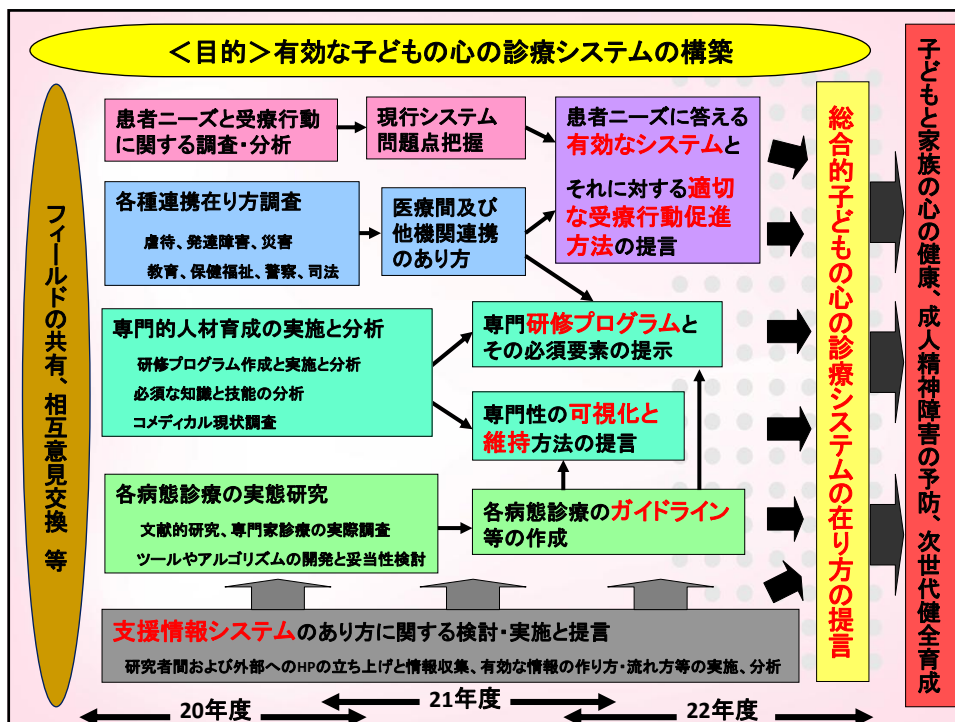 ＜目的＞有効な子どもの心の診療システムの構築
フィールドの共有、相互意見交換 等
患者ニーズと受療行動
に関する調査・分析
現行システム
問題点把握
患者ニーズに答える
有効なシステムと
それに対する適切
な受療行動促進
方法の提言
各種連携在り方調査
虐待、発達障害、災害
教育、保健福祉、警察、司法
医療間及び
他機関連携
のあり方
専門的人材育成の実施と分析
研修プログラム作成と実施と分析
必須な知識と技能の分析
コメディカル現状調査
専門研修プログラムと
その必須要素の提示
専門性の可視化と
維持方法の提言
各病態診療の実態研究
文献的研究、専門家診療の実際調査
ツールやアルゴリズムの開発と妥当性検討
各病態診療のガイドライン
等の作成
支援情報システムのあり方に関する検討・実施と提言
研究者間および外部へのHPの立ち上げと情報収集、有効な情報の作り方・流れ方等の実施、分析
総合的子どもの心の診療システムの在り方の提言
子どもと家族の心の健康、成人精神障害の予防、次世代健全育成
20年度
21年度
22年度